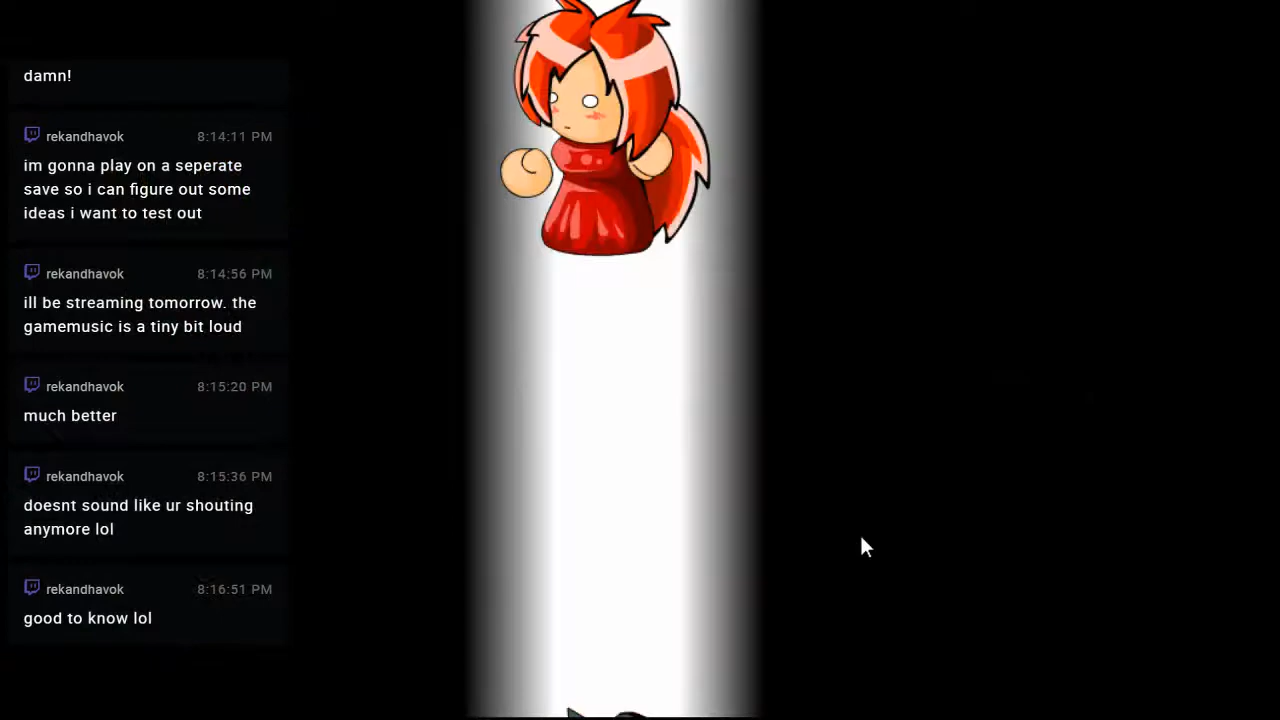 damn!
rekandhavok 8:14:11 PM
im gonna play on a seperate
save so i can figure out some
ideas i want to test out
rekandhavok 8:14:56 PM
ill be streaming tomorrow. the
gamemusic is a tiny bit loud
rekandhavok 8:15:20 PM
much better
rekandhavok 8:15:36 PM
doesnt sound like ur shouting
anymore lol
rekandhavok 8:16:51 PM
good to know lol